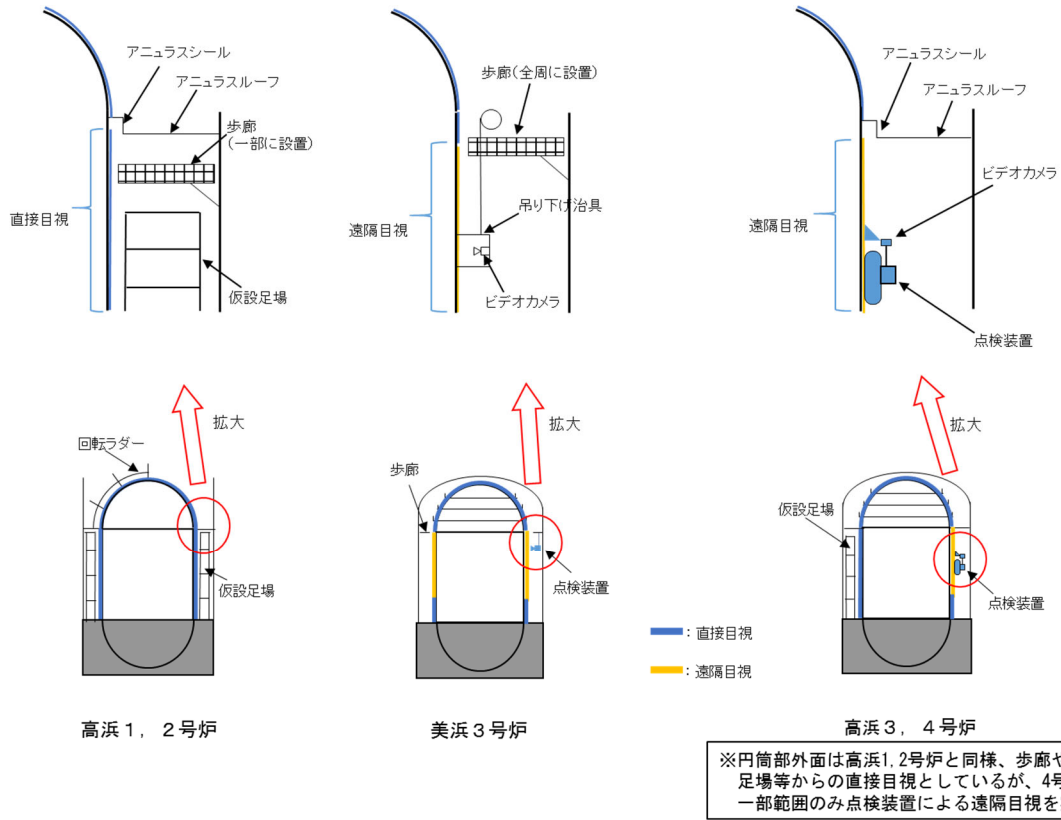 アニュラスシール
アニュラスルーフ
歩廊
(一部に設置)
直接目視
仮設足場
歩廊(全周に設置)
遠隔目視
吊り下げ治具
ビデオカメラ
アニュラスシール
アニュラスルーフ
ビデオカメラ
遠隔目視
点検装置
拡大
回転ラダー
仮設足場
高浜1, 2号炉
拡大
歩廊
点検装置
美浜3号炉
拡大
仮設足場
点検装置
:直接目視
:遠隔目視
高浜3, 4号炉
※円筒部外面は高浜1,2号炉と同様、歩廊や
足場等からの直接目視としているが、4号
一部範囲のみ点検装置による遠隔目視を